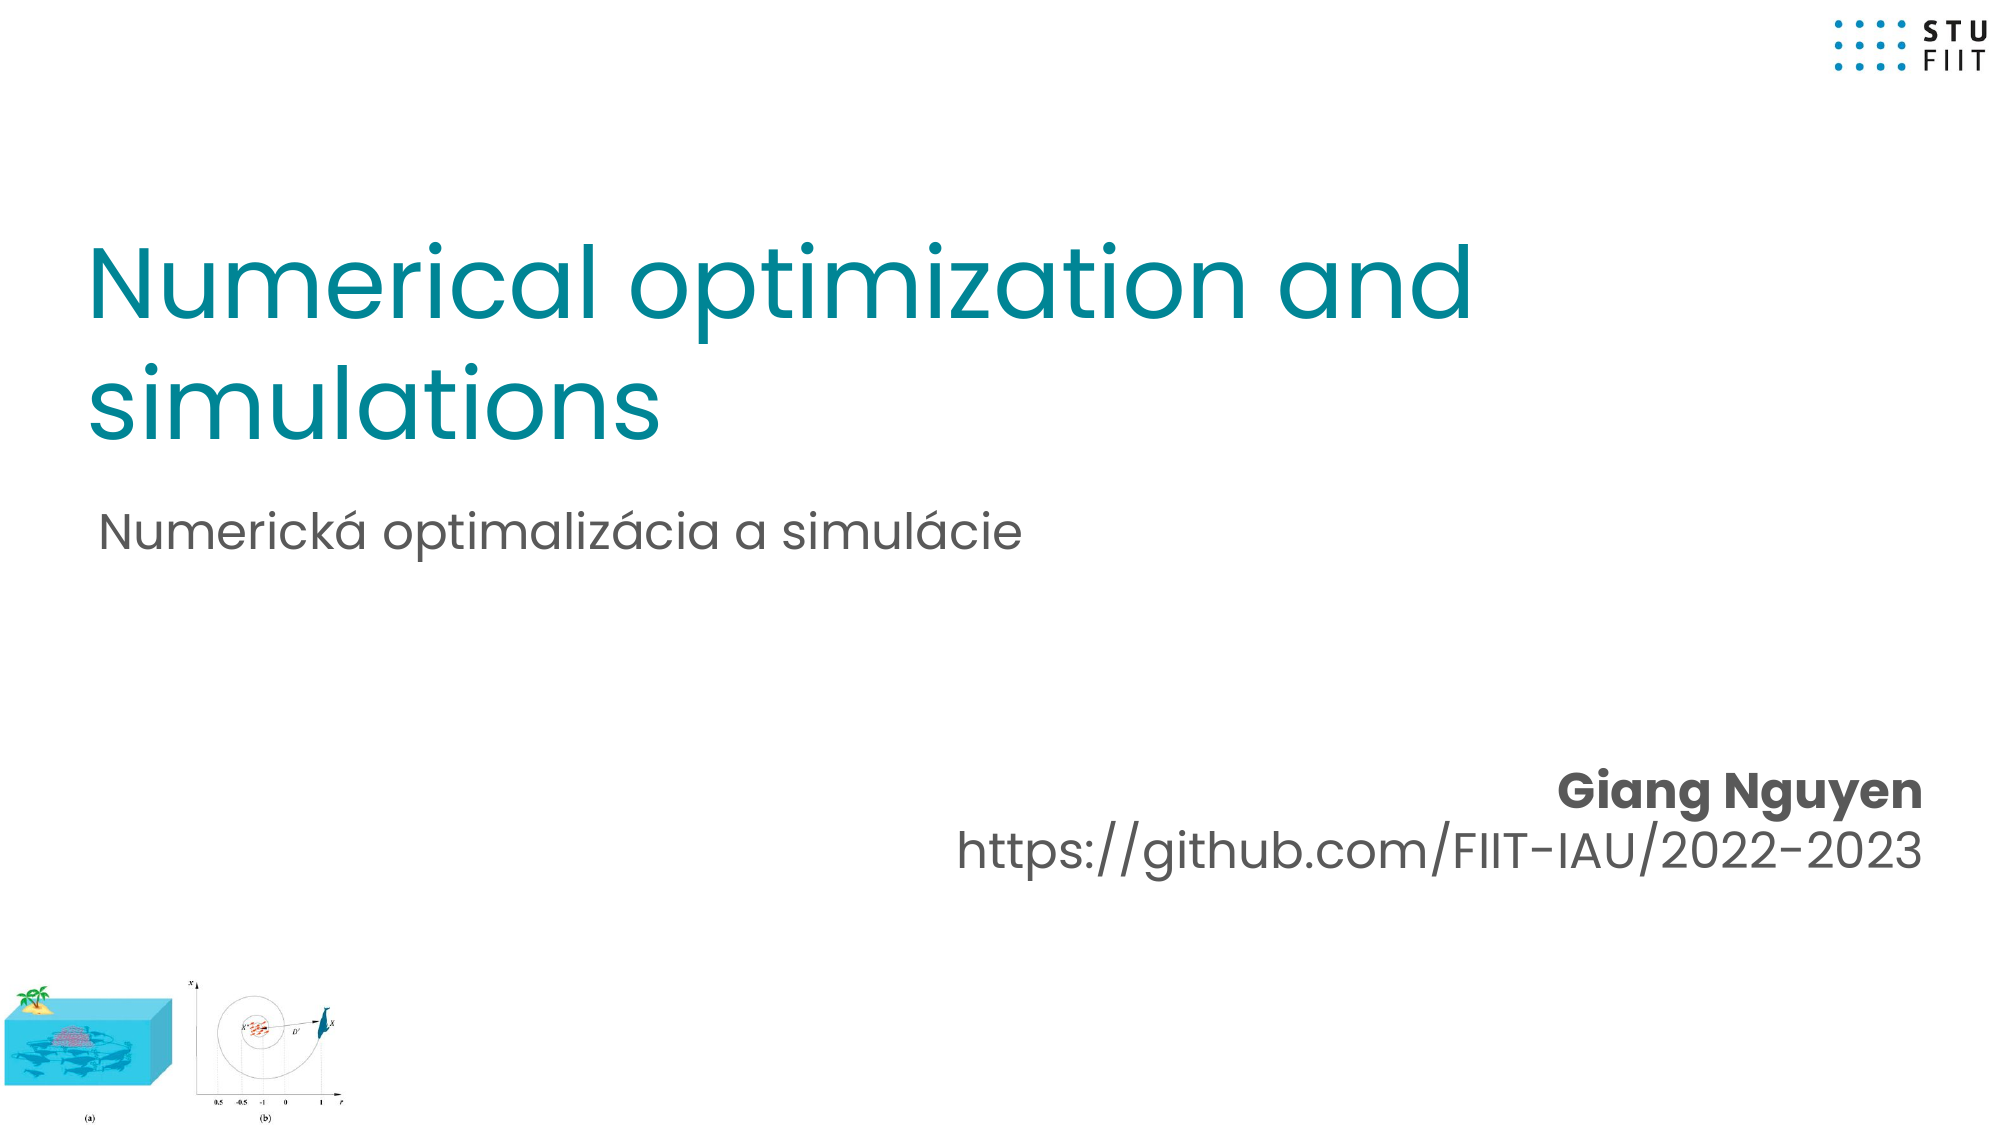 STU
FIIT
Numerical optimization and
simulations
Numerická optimalizácia a simulácie
Giang Nguyen
https://github.com/FIIT-IAU/2022-2023
x
X*
D'
X
0.5 -0.5 -1 0 1 r
(a) (b)